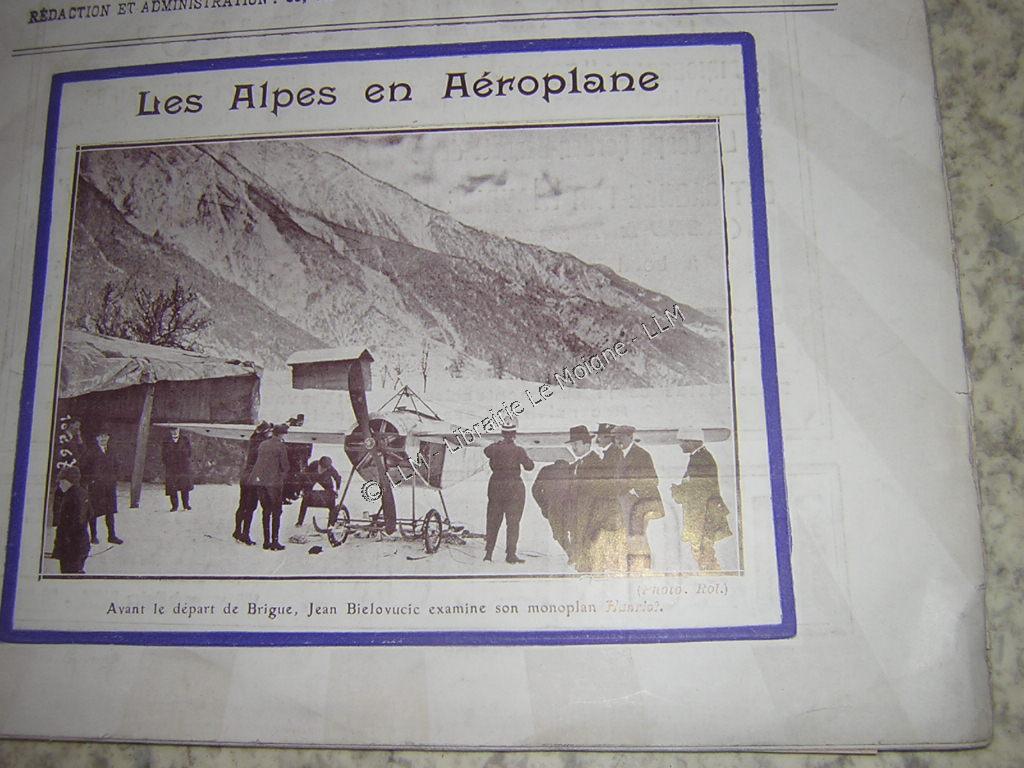 RÉDACTION ET ADMINISTRATION :
Les Alpes en Aéroplane
© LLM - Librairie Le Moigne - LLM
(Photo. Rol.)
Avant le départ de Brigue, Jean Bielovucic examine son monoplan Hanriot.